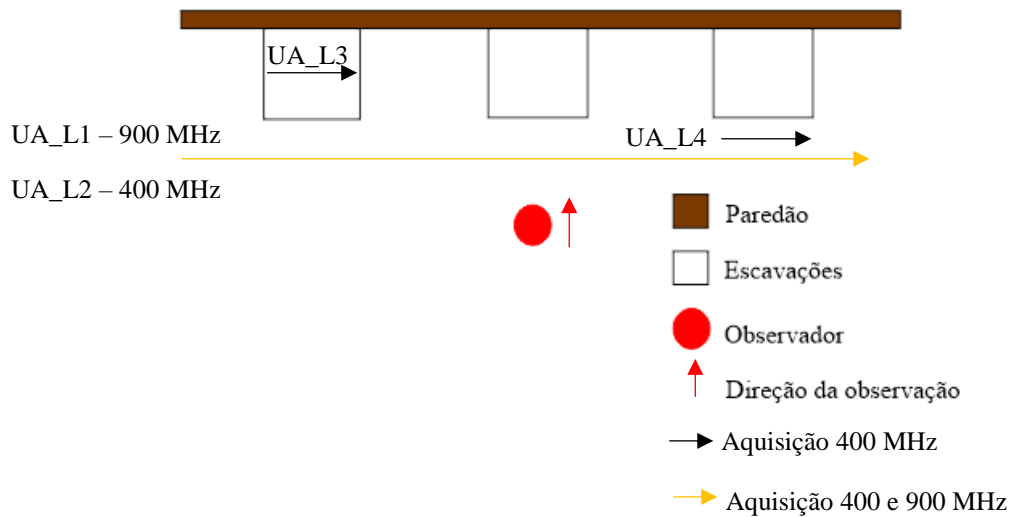 UA_L3
UA_L1 – 900 MHz
UA_L4
UA_L2 – 400 MHz
Paredão
Escavações
Observador
Direção da observação
Aquisição 400 MHz
Aquisição 400 e 900 MHz